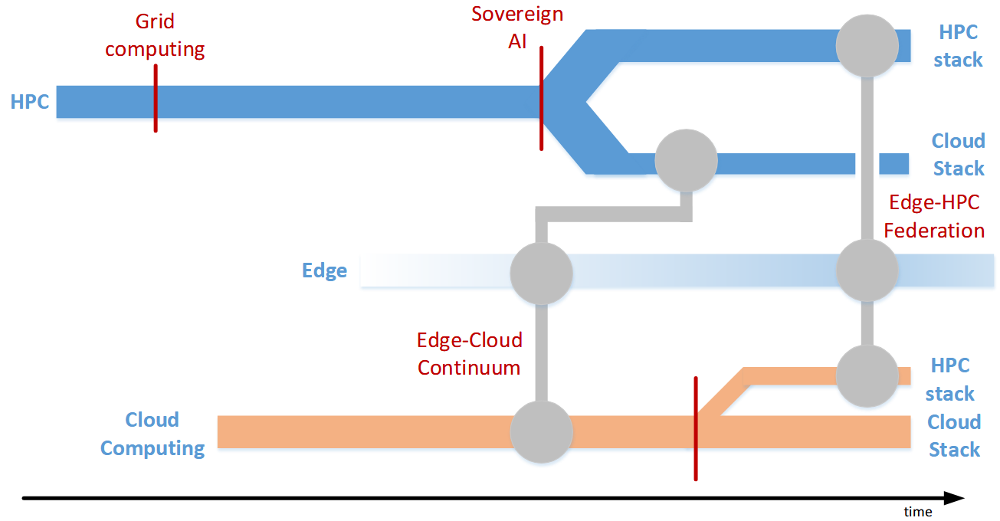 Grid
computing
Sovereign
AI
HPC
stack
HPC
Cloud
Stack
Edge-HPC
Federation
Edge
Edge-Cloud
Continuum
HPC
stack
Cloud
Computing
Cloud
Stack
time